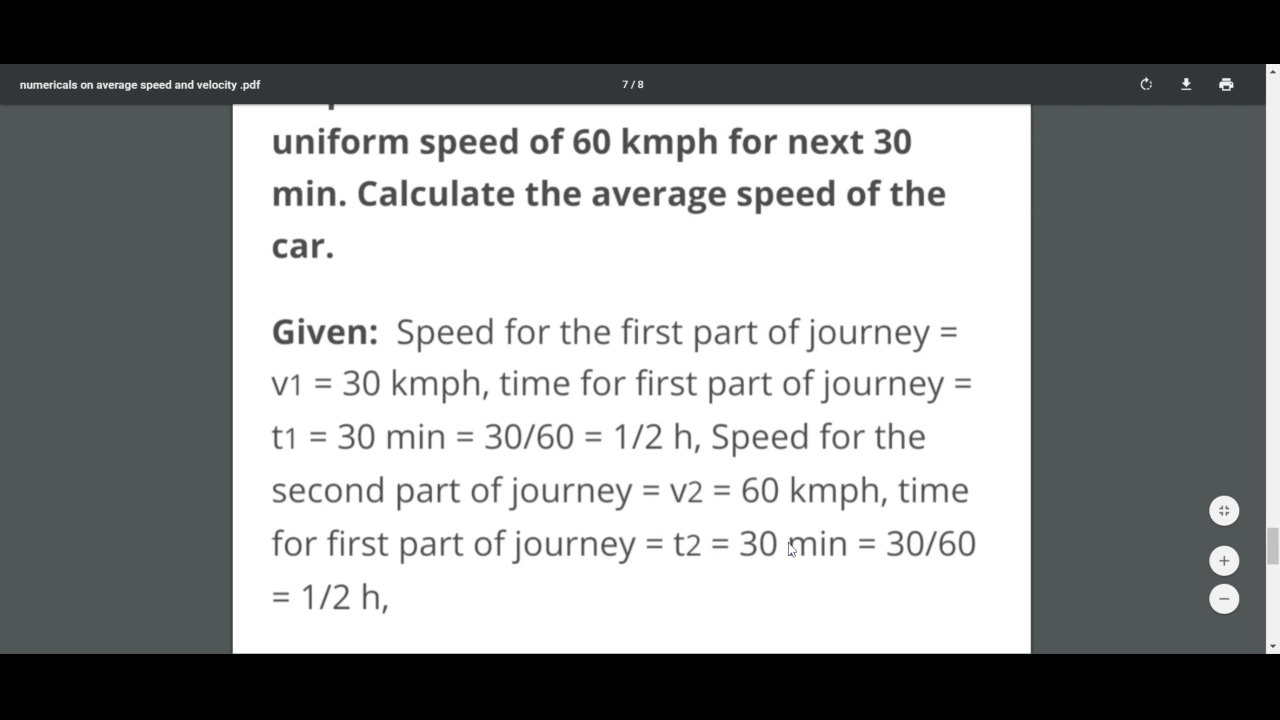 numericals on average speed and velocity .pdf
7 / 8
uniform speed of 60 kmph for next 30
min. Calculate the average speed of the
car.
Given: Speed for the first part of journey =
v1 = 30 kmph, time for first part of journey =
t1 = 30 min = 30/60 = 1/2 h, Speed for the
second part of journey = v2 = 60 kmph, time
for first part of journey = t2 = 30 min = 30/60
= 1/2 h,